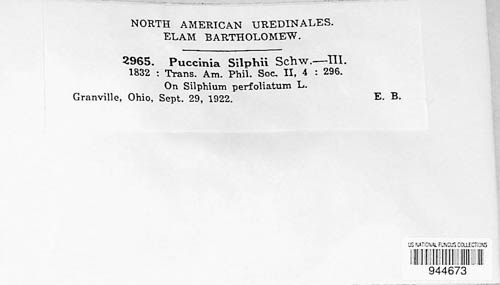 NORTH AMERICAN UREDINALES.
ELAM BARTHOLOMEW.
2965. Puccinia Silphii Schw.—III.
1832 : Trans. Am. Phil. Soc. II, 4 : 296.
On Silphium perfoliatum L.
Granville, Ohio, Sept. 29, 1922. E. B.
US NATIONAL FUNGUS COLLECTIONS
944673